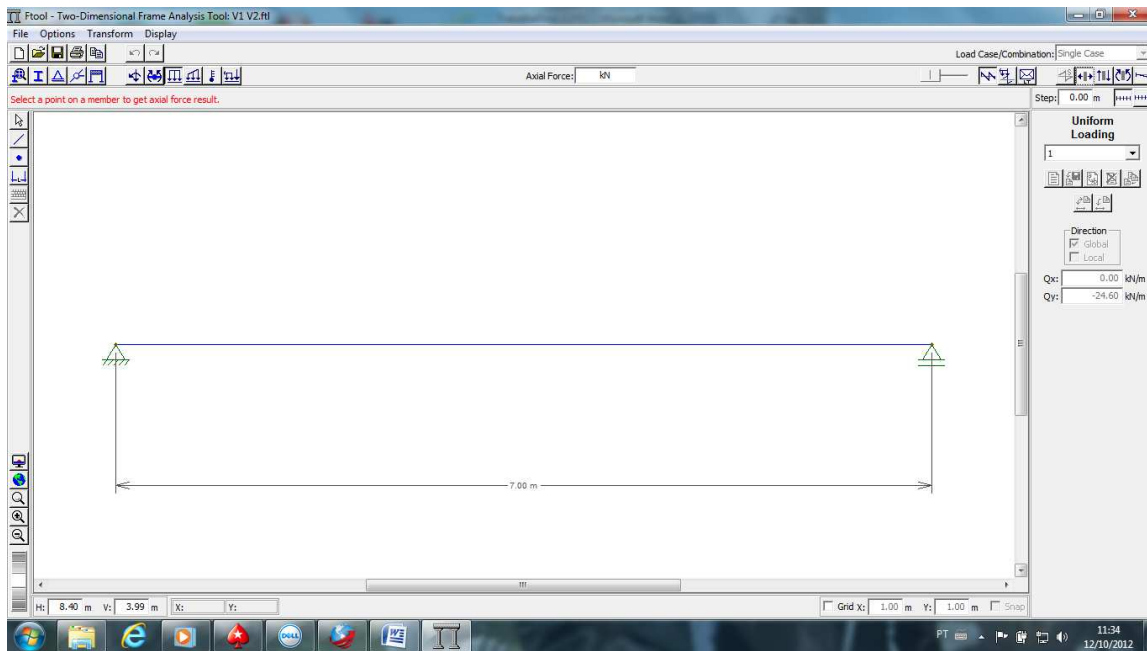 Ftool - Two-Dimensional Frame Analysis Tool: V1 V2.ftl
File Options Transform Display
Load Case/Combination: Single Case
Axial Force: kN
Select a point on a member to get axial force result.
Step: 0.00 m
Uniform
Loading
1
Direction
Global
Local
Qx: 0.00 kN/m
Qy: -24.60 kN/m
7.00 m
H: 8.40 m V: 3.99 m X: Y:
Grid X: 1.00 m Y: 1.00 m Snap
DELL
PT
11:34
12/10/2012